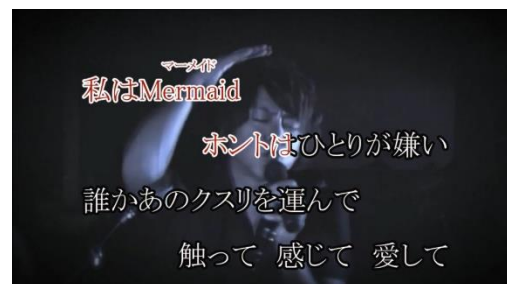 マーメイド
私はMermaid
ホントはひとりが嫌い
誰かあのクスリを運んで
触って 感じて 愛して